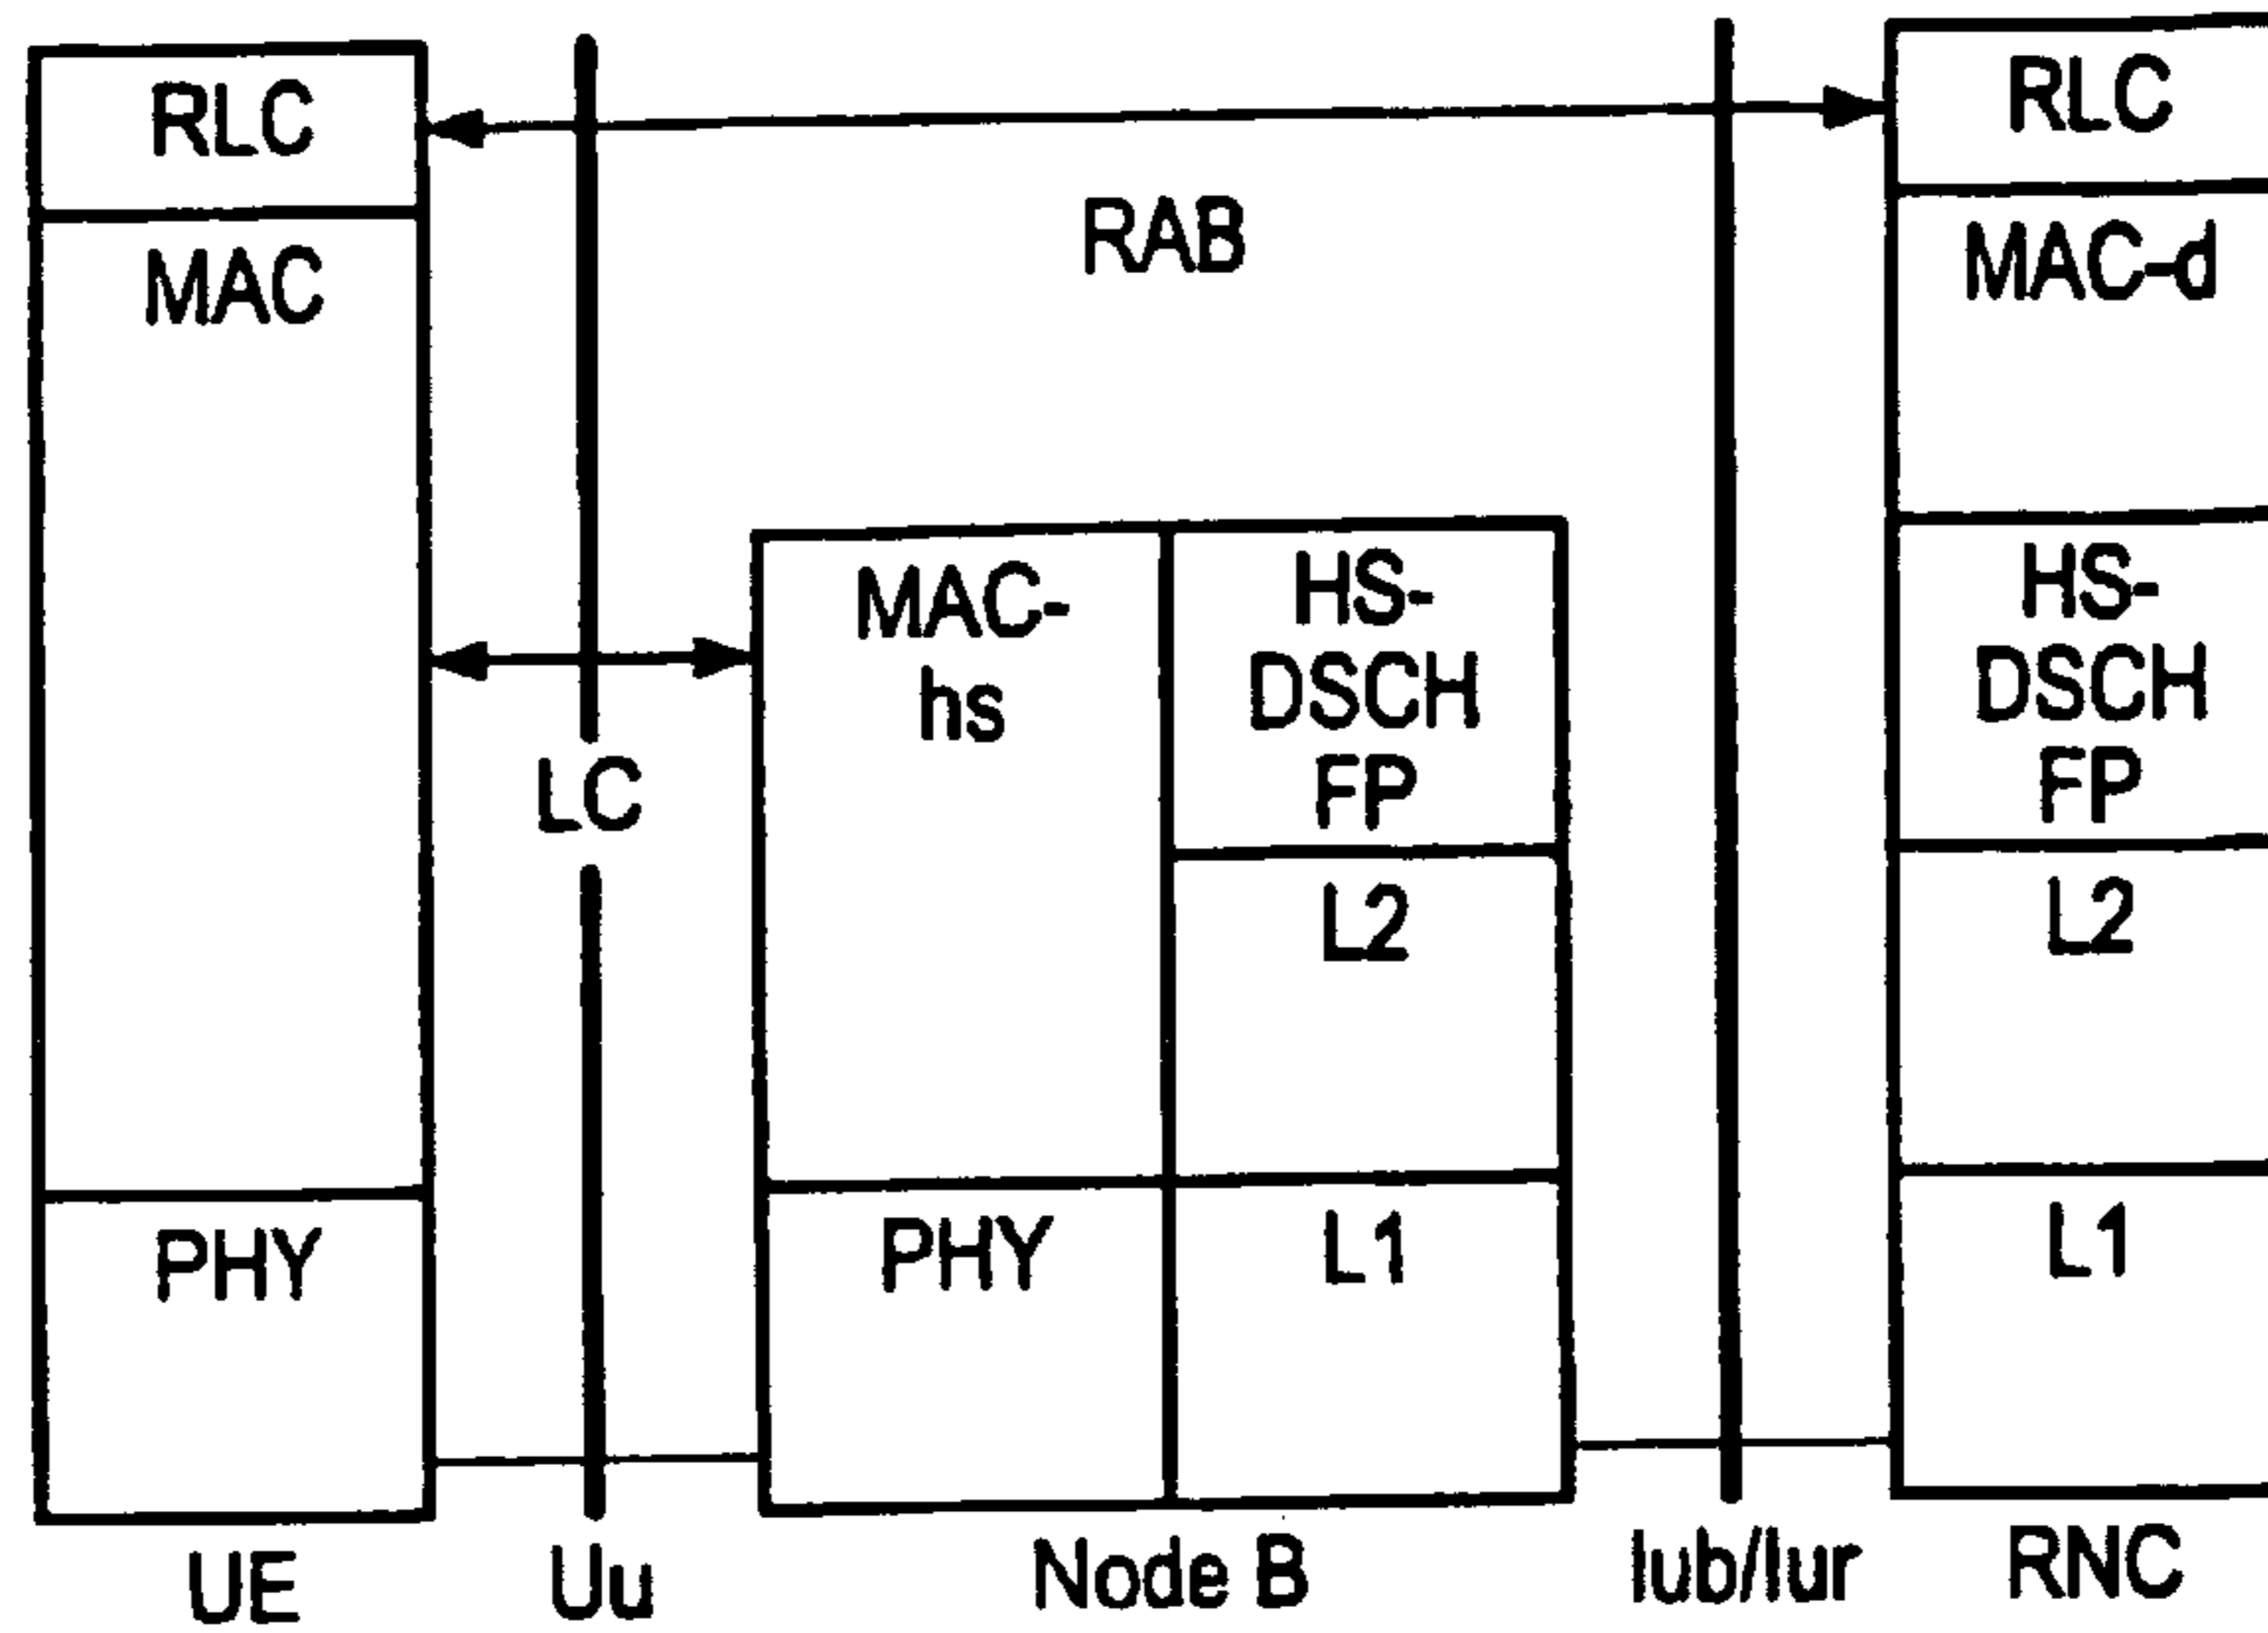 RLC
MAC
PHY
UE
LC
Uu
RAB
MAC-
hs
PHY
HS-
DSCH
FP
L2
L1
Node B
Iub/Iur
RLC
MAC-d
HS-
DSCH
FP
L2
L1
RNC